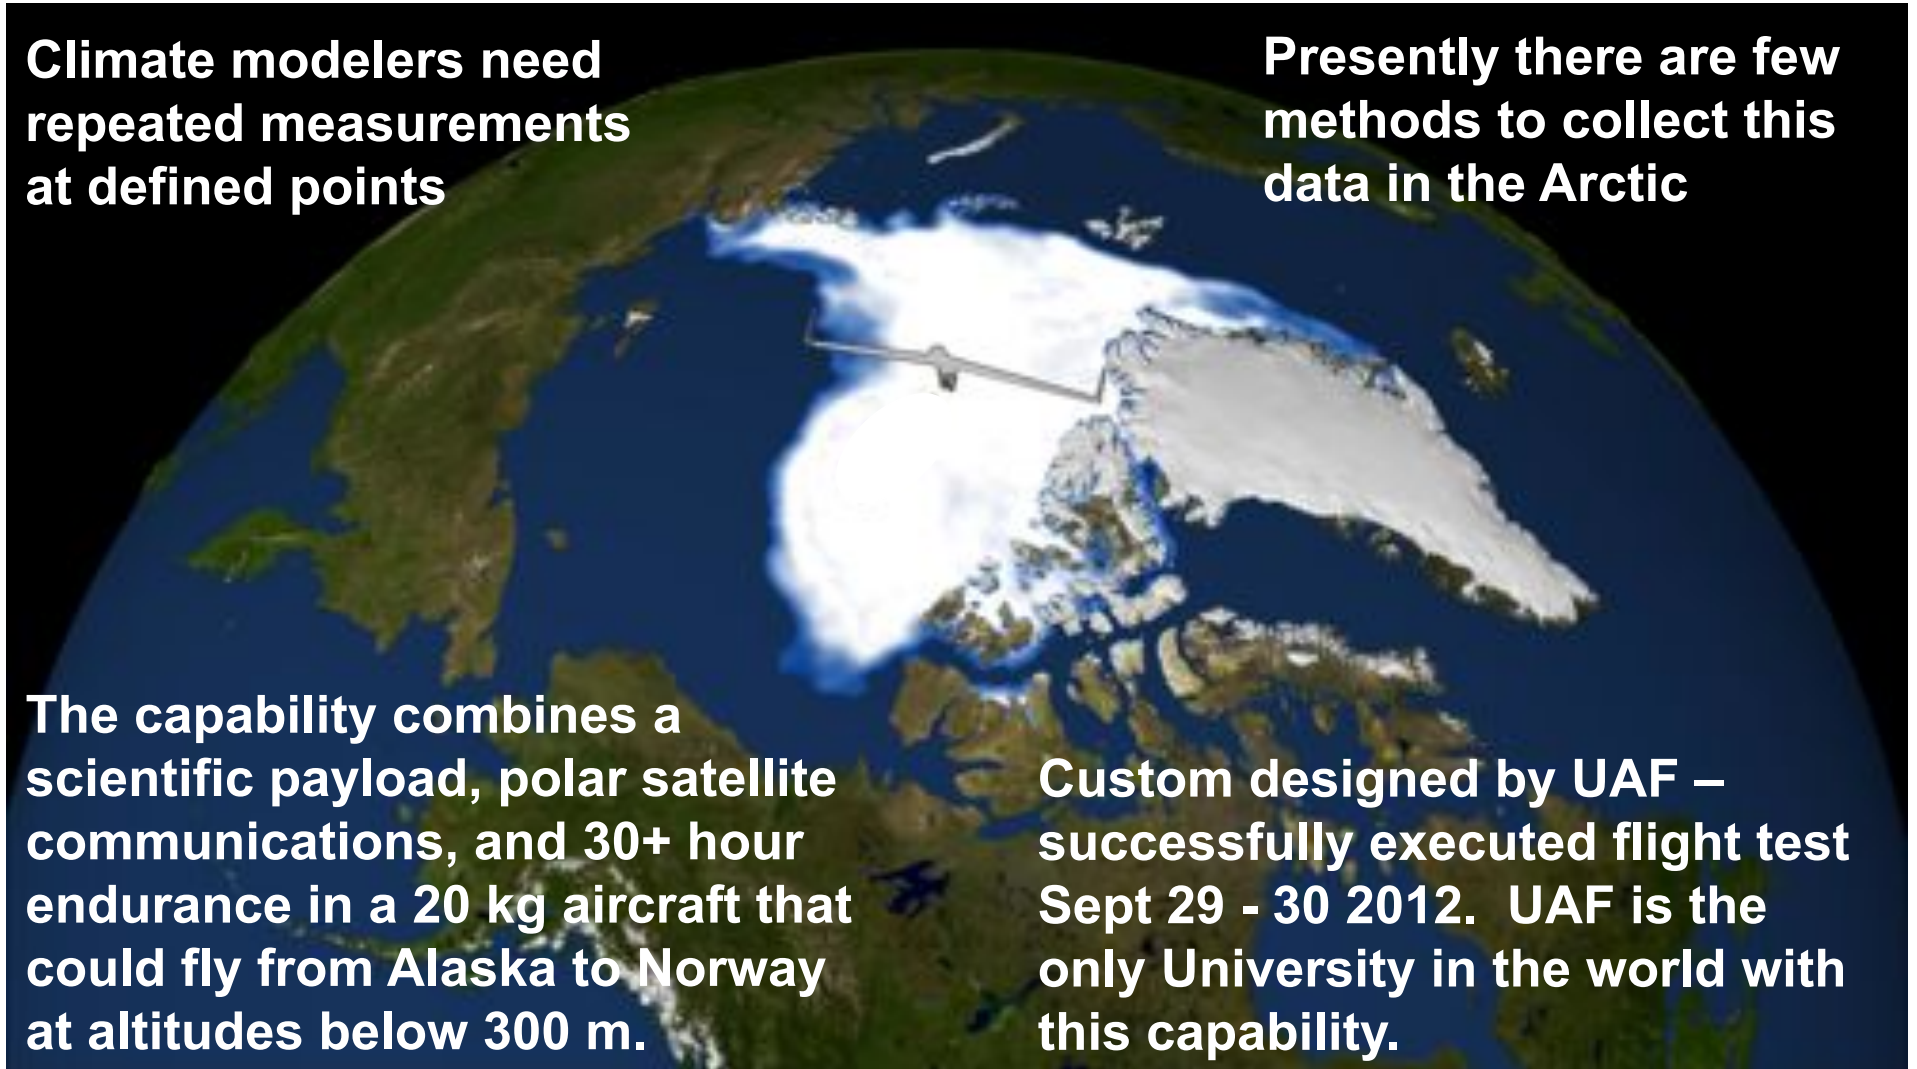 Climate modelers need
repeated measurements
at defined points
Presently there are few
methods to collect this
data in the Arctic
The capability combines a
scientific payload, polar satellite
communications, and 30+ hour
endurance in a 20 kg aircraft that
could fly from Alaska to Norway
at altitudes below 300 m.
Custom designed by UAF –
successfully executed flight test
Sept 29 - 30 2012.  UAF is the
only University in the world with
this capability.